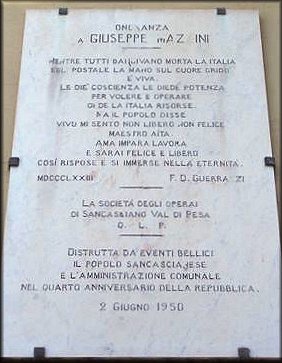 ONORANZA
A GIUSEPPE MAZZINI
MENTRE TUTTI DAVANO MORTA LA ITALIA
EGL POSTALE LA MANO SUL CUORE GRIDÒ
È VIVA
LE DIE COSCIENZA LE DIEDE POTENZA
PER VOLERE E OPERARE
DI DE LA ITALIA RISORSE.
DA IL POPOLO DISSE
VIVO MI SENTO NON LIBERO NON FELICE
MAESTRO AITA.
AMA IMPARA LAVORA
E SARAI FELICE E LIBERO
COSÌ RISPOSE E SI IMMERSE NELLA ETERNITÀ.
MDCCCLXXIII F. D. GUERRAZZI
LA SOCIETÀ DEGLI OPERAI
DI SANCASCIANO VAL DI PESA
Q. L. P.
DISTRUTTA DA EVENTI BELLICI
IL POPOLO SANCASCIANESE
E L'AMMINISTRAZIONE COMUNALE
NEL QUARTO ANNIVERSARIO DELLA REPUBBLICA.
2 GIUGNO 1950